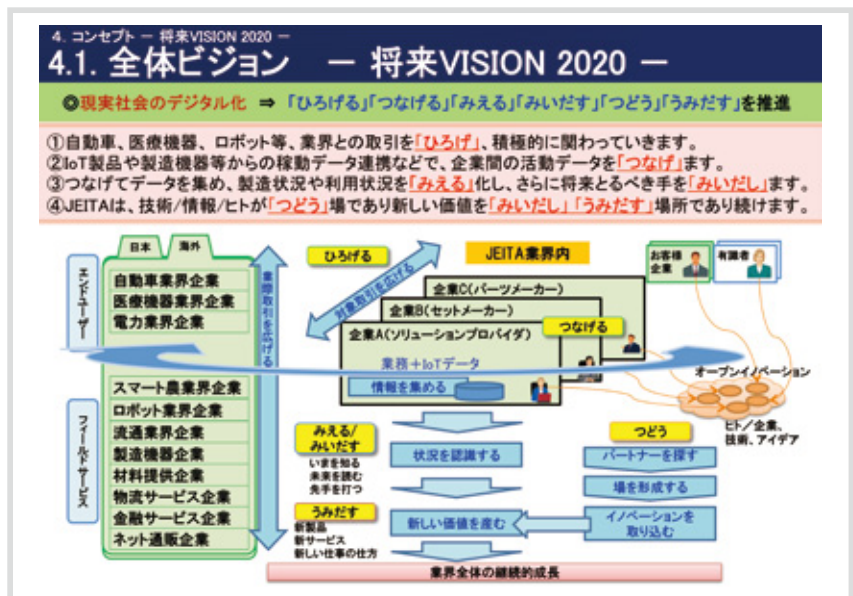 4. コンセプト － 将来VISION 2020 －
4.1. 全体ビジョン － 将来VISION 2020 －
◎現実社会のデジタル化 ⇒ 「ひろげる」「つなげる」「みえる」「みいだす」「つどう」「うみだす」を推進
①自動車、医療機器、ロボット等、業界との取引を「ひろげ」、積極的に関わっていきます。
②IoT製品や製造機器等からの稼動データ連携などで、企業間の活動データを「つなげ」ます。
③つなげてデータを集め、製造状況や利用状況を「みえる」化し、さらに将来とるべき手を「みいだし」ます。
④JEITAは、技術/情報/ヒトが「つどう」場であり新しい価値を「みいだし」「うみだす」場所であり続けます。
日本
海外
エンドユーザー
自動車業界企業
医療機器業界企業
電力業界企業
フィールドサービス
スマート農業界企業
ロボット業界企業
流通業界企業
製造機器企業
材料提供企業
物流サービス企業
金融サービス企業
ネット通販企業
業際取引を広げる
ひろげる
対象取引を広げる
JEITA業界内
企業C(パーツメーカー)
企業B(セットメーカー)
企業A(ソリューションプロバイダ)
つなげる
業務+IoTデータ
情報を集める
お客様
企業
有識者
オープンイノベーション
ヒト/企業、
技術、アイデア
みえる/
みいだす
いまを知る
未来を読む
先手を打つ
うみだす
新製品
新サービス
新しい仕事の仕方
状況を認識する
新しい価値を産む
つどう
パートナーを探す
場を形成する
イノベーションを
取り込む
業界全体の継続的成長